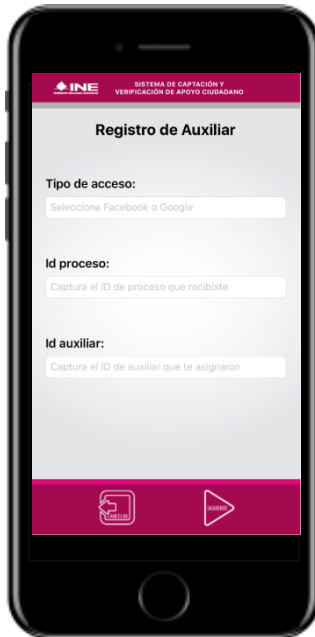 INE
SISTEMA DE CAPTACIÓN Y
VERIFICACIÓN DE APOYO CIUDADANO
Registro de Auxiliar
Tipo de acceso:
Selecciona Facebook o Google
Id proceso:
Captura el ID de proceso que recibiste
Id auxiliar:
Captura el ID de auxiliar que te asignaron
CANCELAR
SIGUIENTE